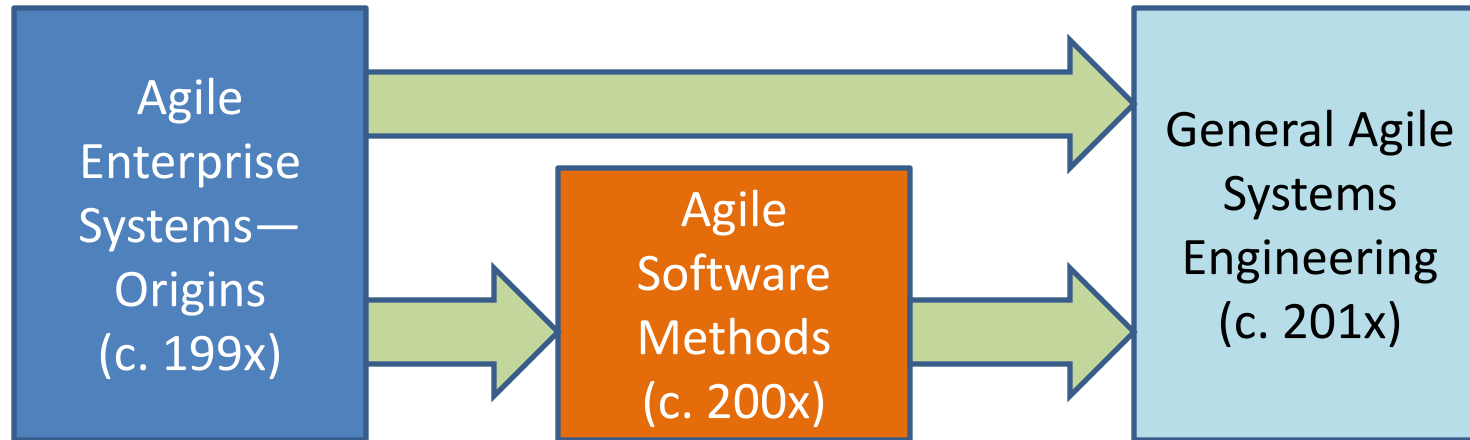 Agile
Enterprise
Systems—
Origins
(c. 199x)
Agile
Software
Methods
(c. 200x)
General Agile
Systems
Engineering
(c. 201x)